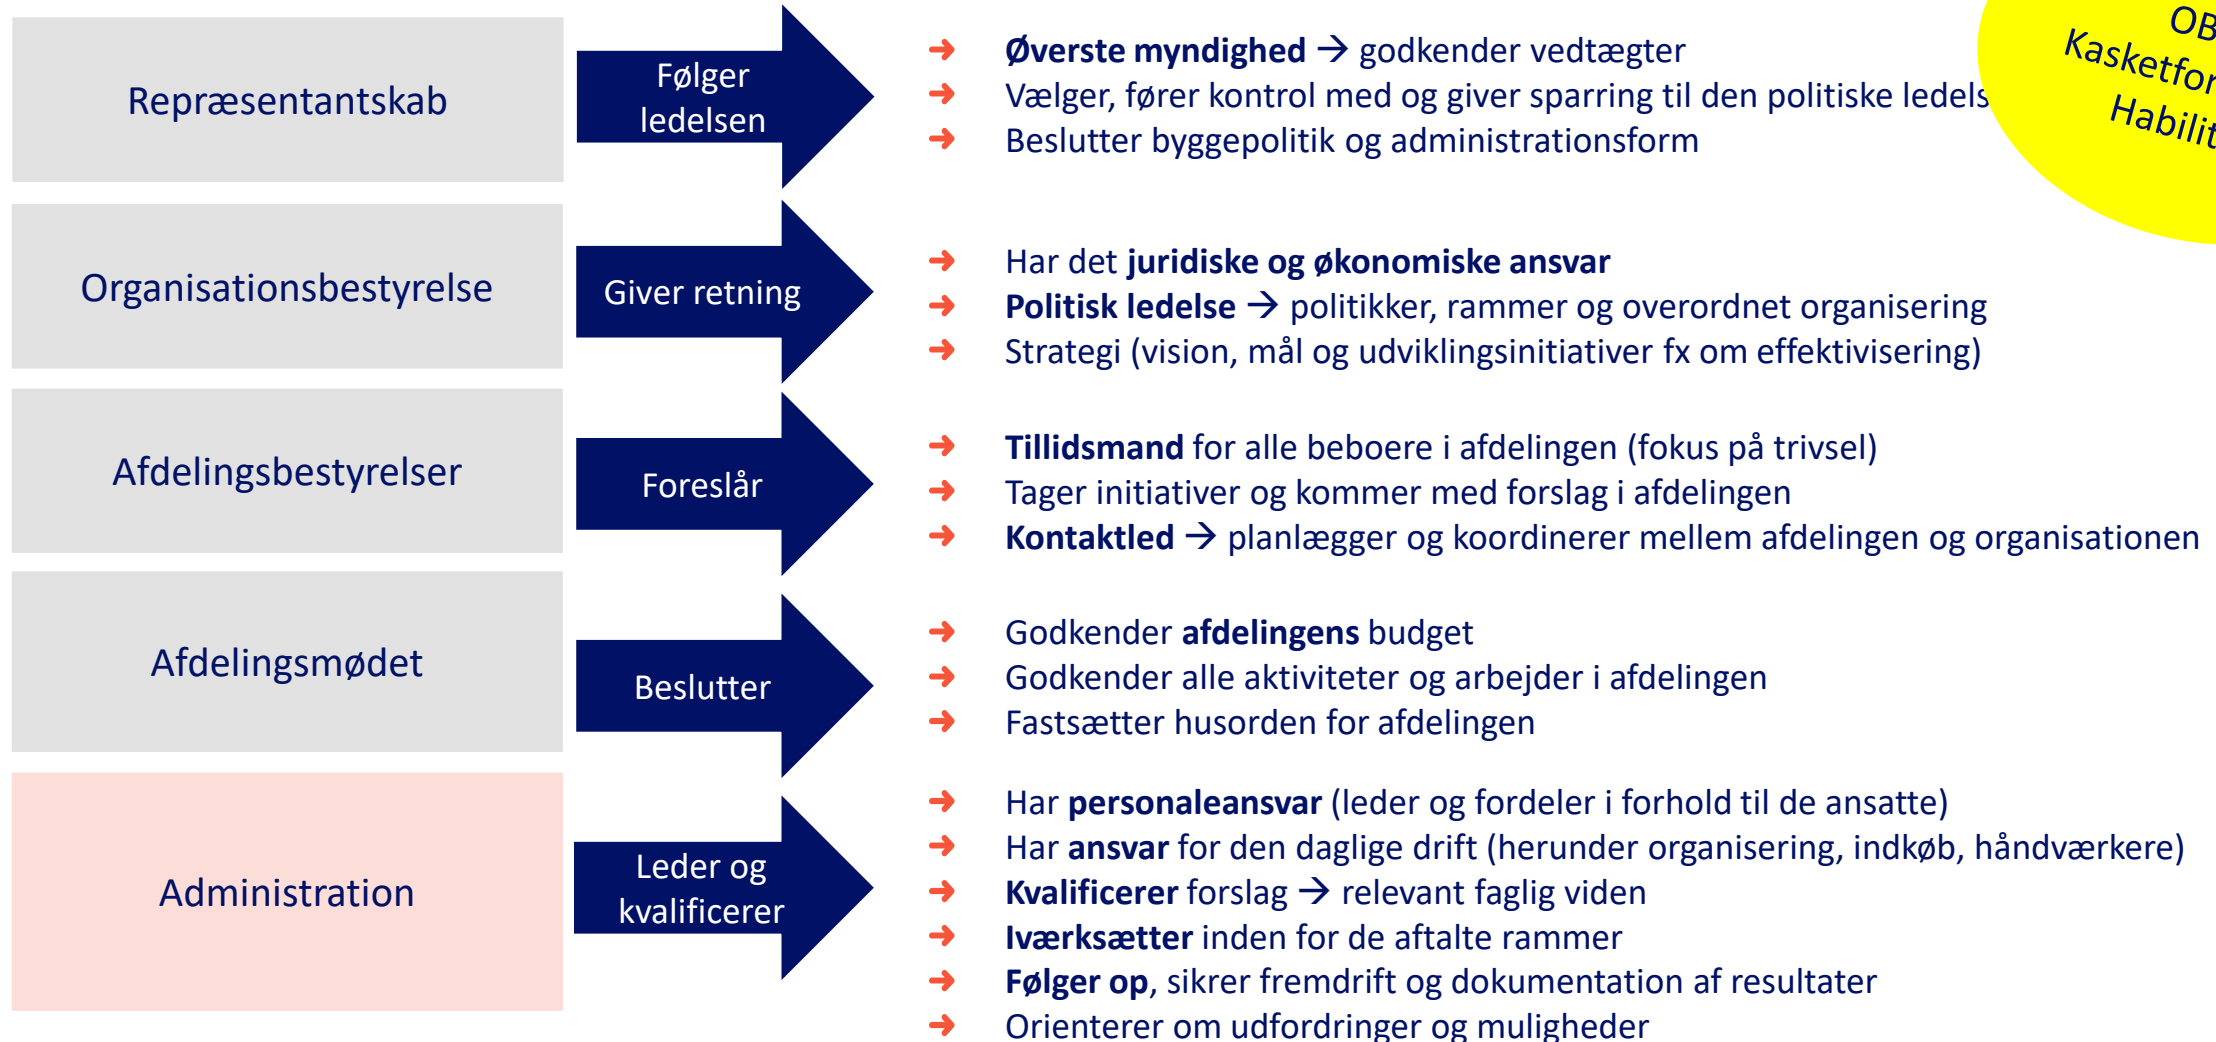 Repræsentantskab
Følger
ledelsen
Øverste myndighed → godkender vedtægter
Vælger, fører kontrol med og giver sparring til den politiske
Beslutter byggepolitik og administrationsform
Organisationsbestyrelse
Giver retning
Har det juridiske og økonomiske ansvar
Politisk ledelse → politikker, rammer og overordnet organisering
Strategi (vision, mål og udviklingsinitiativer fx om effektivisering)
Afdelingsbestyrelser
Foreslår
Tillidsmand for alle beboere i afdelingen (fokus på trivsel)
Tager initiativer og kommer med forslag i afdelingen
Kontaktled → planlægger og koordinerer mellem afdelingen og organisationen
Afdelingsmødet
Beslutter
Godkender afdelingens budget
Godkender alle aktiviteter og arbejder i afdelingen
Fastsætter husorden for afdelingen
Administration
Leder og
kvalificerer
Har personaleansvar (leder og fordeler i forhold til de ansatte)
Har ansvar for den daglige drift (herunder organisering, indkøb, håndværkere)
Kvalificerer forslag → relevant faglig viden
Iværksætter inden for de aftalte rammer
Følger op, sikrer fremdrift og dokumentation af resultater
Orienterer om udfordringer og muligheder